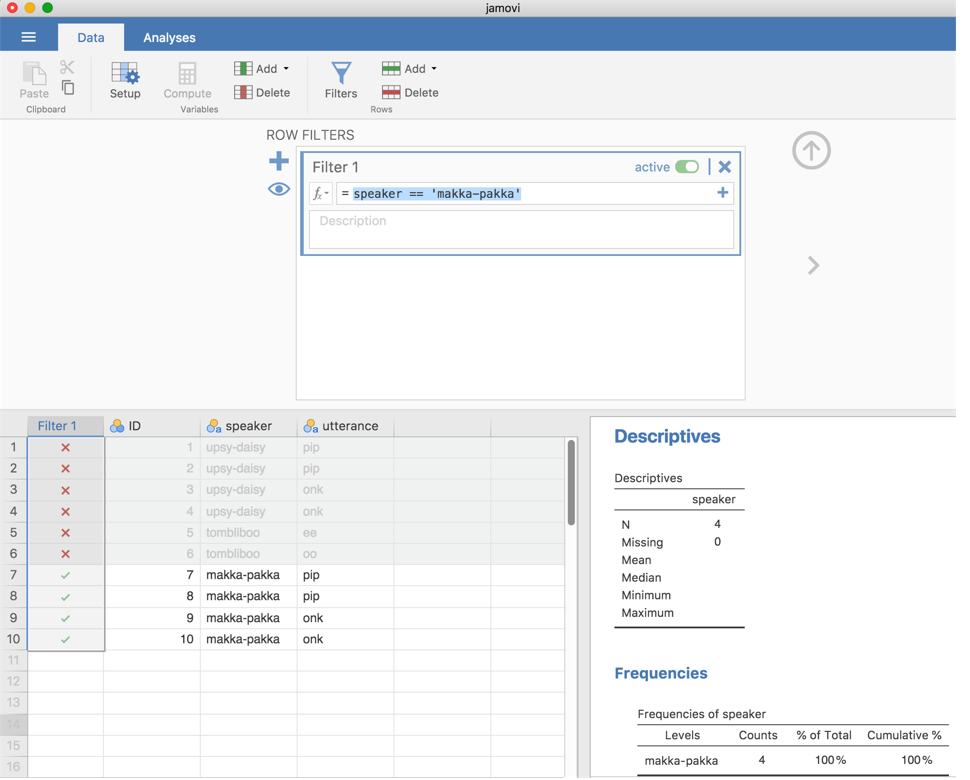 jamovi
Data Analyses
Paste
Clipboard
Setup
Compute
Add
Delete
Variables
Filters
Add
Delete
Rows
ROW FILTERS
Filter 1 active
fx = speaker == 'makka-pakka'
Description
Filter 1 ID speaker utterance
1 1 upsy-daisy pip
2 2 upsy-daisy pip
3 3 upsy-daisy onk
4 4 upsy-daisy onk
5 5 tombliboo ee
6 6 tombliboo oo
7 7 makka-pakka pip
8 8 makka-pakka pip
9 9 makka-pakka onk
10 10 makka-pakka onk
11
12
13
14
15
16
Descriptives
Descriptives
speaker
N 4
Missing 0
Mean
Median
Minimum
Maximum
Frequencies
Frequencies of speaker
Levels Counts % of Total Cumulative %
makka-pakka 4 100% 100%